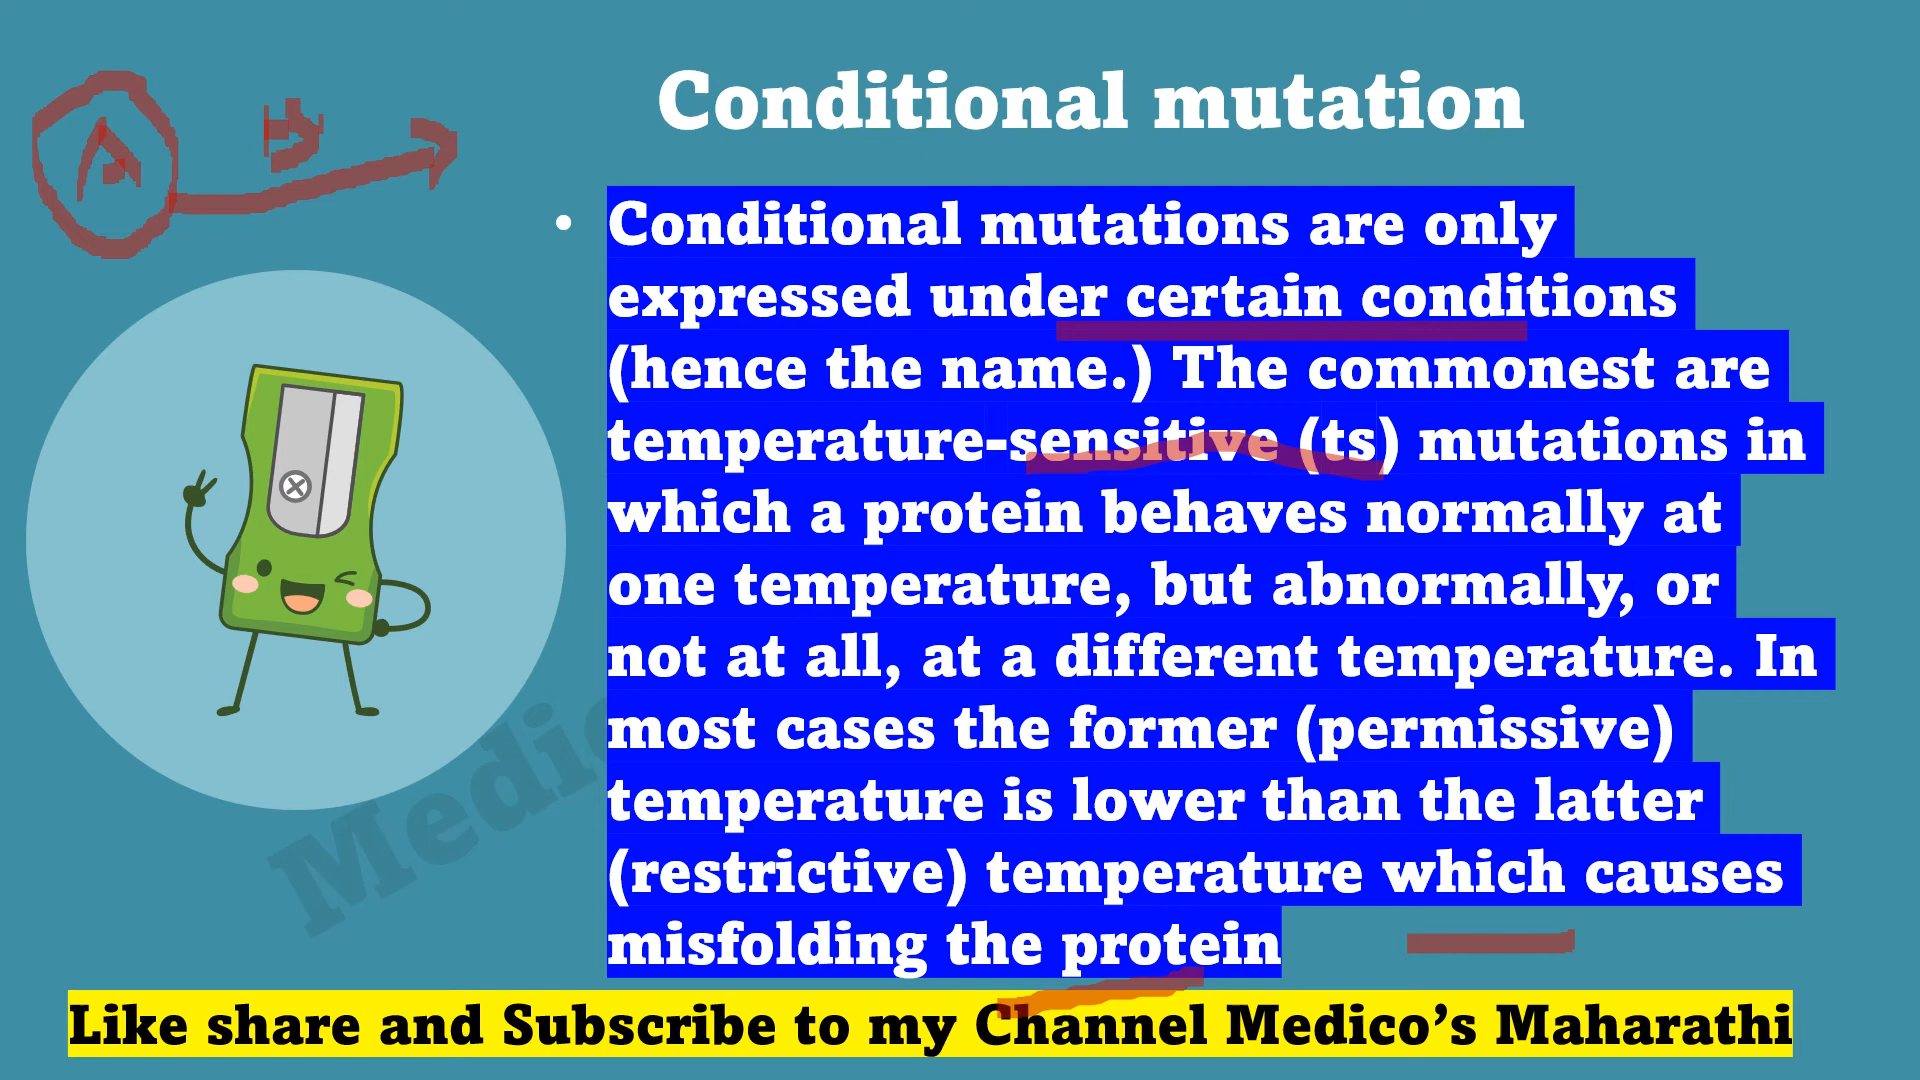 Conditional mutation
A
• Conditional mutations are only
expressed under certain conditions
(hence the name.) The commonest are
temperature-sensitive (ts) mutations in
which a protein behaves normally at
one temperature, but abnormally, or
not at all, at a different temperature. In
most cases the former (permissive)
temperature is lower than the latter
(restrictive) temperature which causes
misfolding the protein
Like share and Subscribe to my Channel Medico’s Maharathi